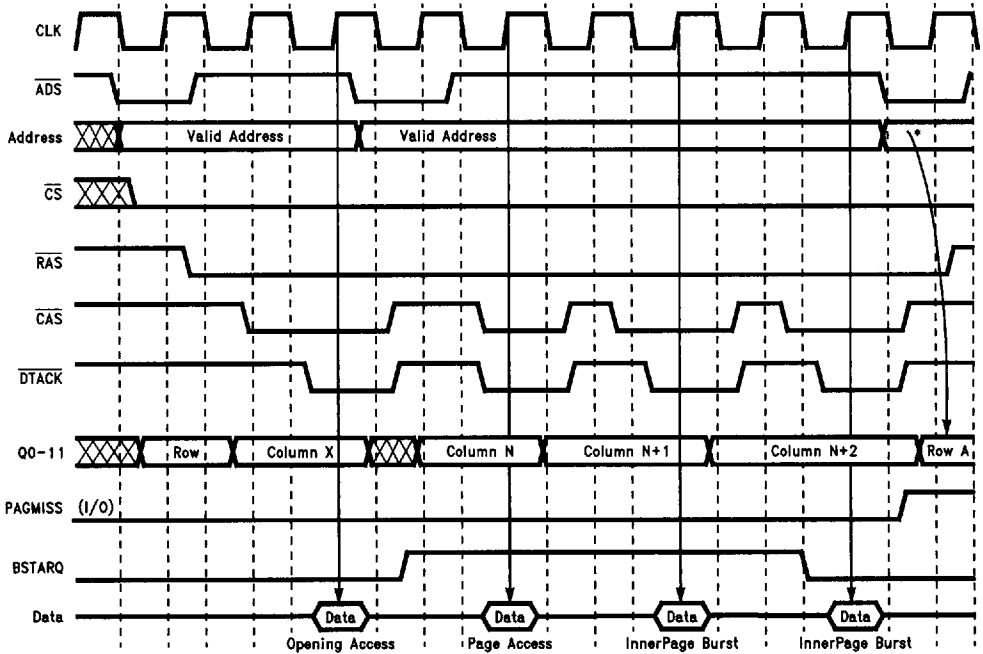 CLK
ADS
Address Valid Address Valid Address *
CS
RAS
CAS
DTACK
Q0-11 Row Column X Column N Column N+1 Column N+2 Row A
PAGMISS (I/O)
BSTARQ
Data Data Data Data Data
Opening Access Page Access InnerPage Burst InnerPage Burst